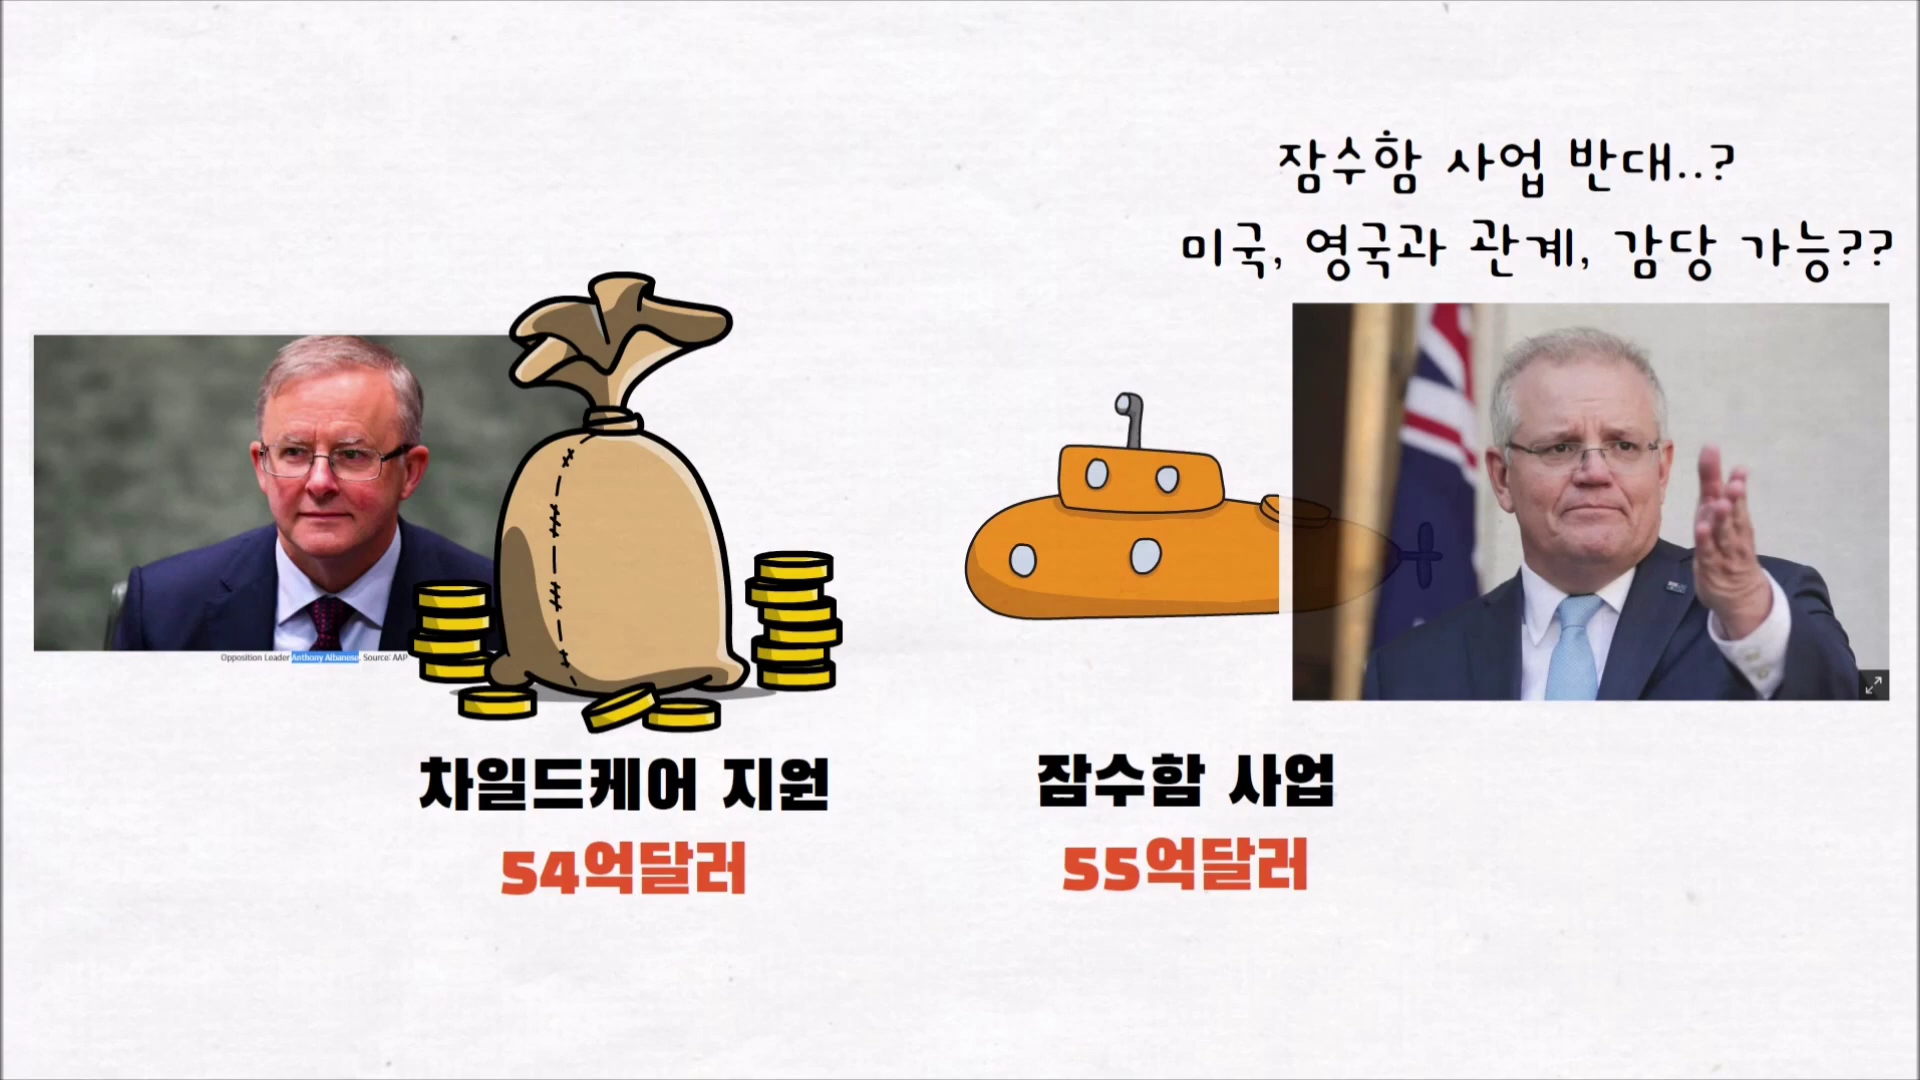 잠수함 사업 반대..?
미국, 영국과 관계, 감당 가능??
Opposition Leader Anthony Albanese. Source: AAP
차일드케어 지원
54억달러
잠수함 사업
55억달러